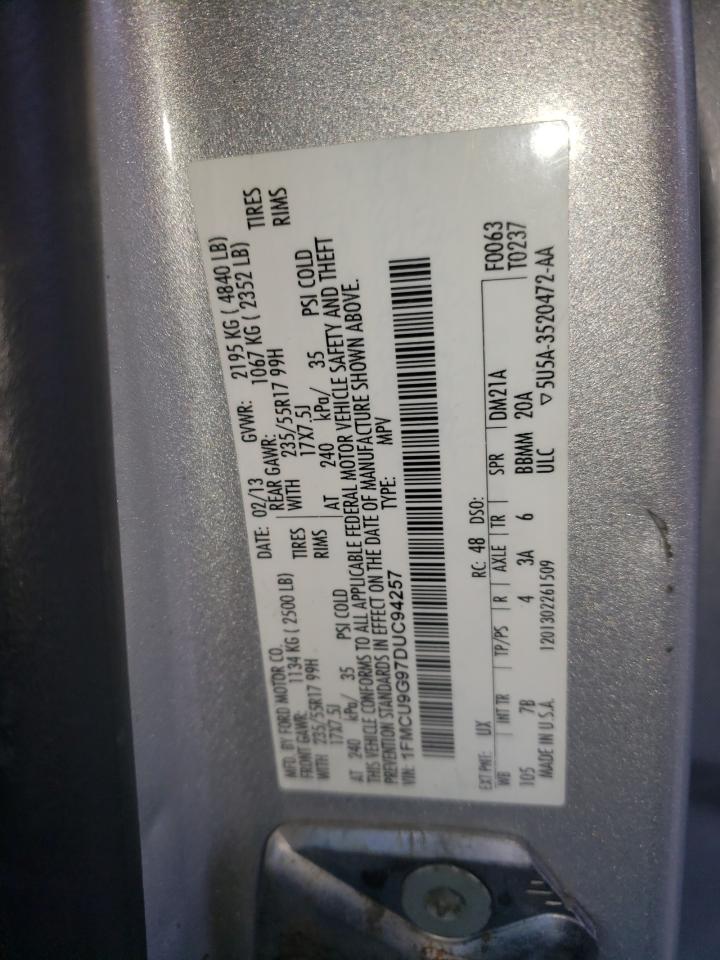 MFD. BY FORD MOTOR CO. DATE: 02/13 GVWR: 2195 KG ( 4840 LB)
FRONT GAWR: 1134 KG ( 2500 LB) REAR GAWR: 1067 KG ( 2352 LB)
WITH 235/55R17 99H TIRES WITH 235/55R17 99H TIRES
17X7.5J RIMS 17X7.5J RIMS
AT 240 kPa/ 35 PSI COLD AT 240 kPa/ 35 PSI COLD
THIS VEHICLE CONFORMS TO ALL APPLICABLE FEDERAL MOTOR VEHICLE SAFETY AND THEFT
PREVENTION STANDARDS IN EFFECT ON THE DATE OF MANUFACTURE SHOWN ABOVE.
VIN: 1FMCU9G97DUC94257 TYPE: MPV
EXT PNT: UX RC: 48 DSO: F0063
WB INT TR TP/PS R AXLE TR SPR DM21A T0237
105 7B 4 3A 6 BBMM 20A
MADE IN U.S.A. 1201302261509 ULC ▽5U5A-3520472-AA